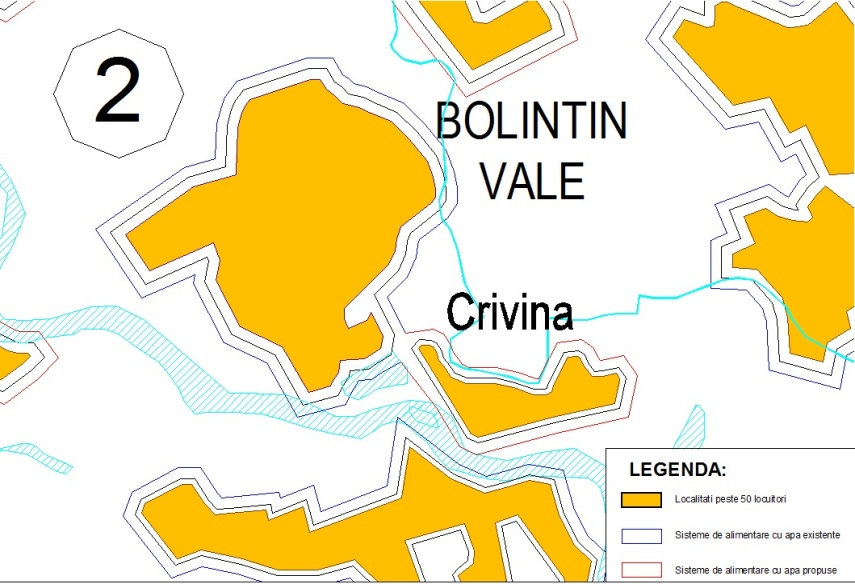 2
BOLINTIN
VALE
Crivina
LEGENDA:
Localitati peste 50 locuitori
Sisteme de alimentare cu apa existente
Sisteme de alimentare cu apa propuse